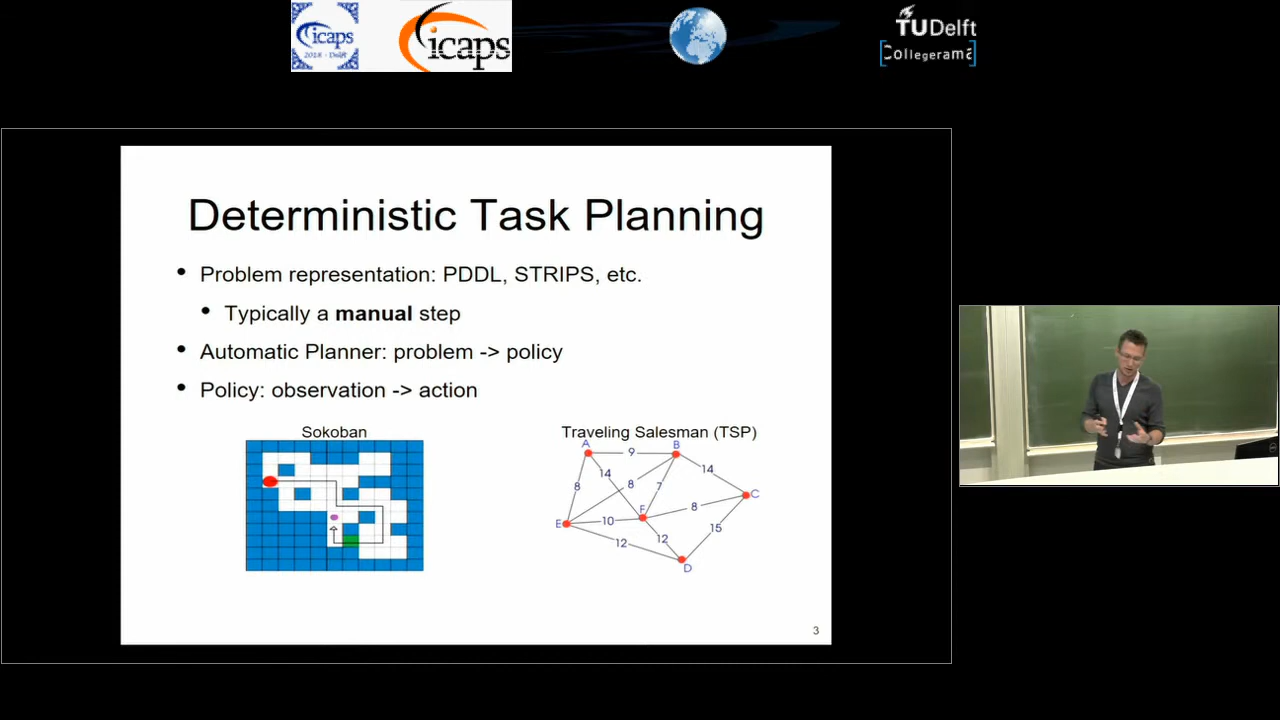 icaps
2018 - Delft
icaps
TUDelft
Collegerama
Deterministic Task Planning
• Problem representation: PDDL, STRIPS, etc.
• Typically a manual step
• Automatic Planner: problem -> policy
• Policy: observation -> action
Sokoban
Traveling Salesman (TSP)
A
9
B
14
14
8
8
7
C
8
F
E
10
15
12
12
D
3